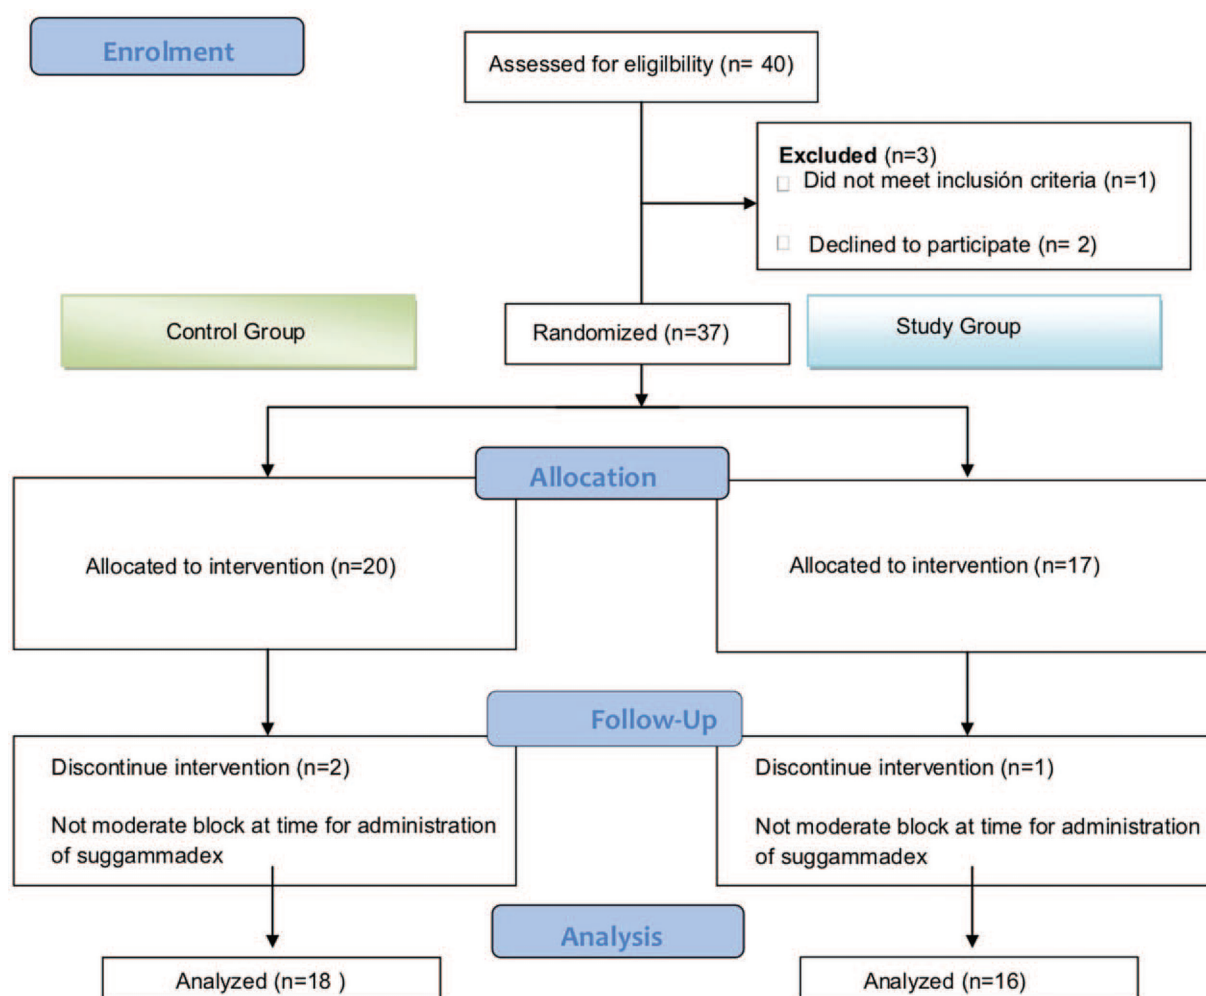 Enrolment
Assessed for eligilbility (n= 40)
Excluded (n=3)
Did not meet inclusión criteria (n=1)
Declined to participate (n= 2)
Control Group
Randomized (n=37)
Study Group
Allocation
Allocated to intervention (n=20)
Allocated to intervention (n=17)
Follow-Up
Discontinue intervention (n=2)
Not moderate block at time for administration
of suggammadex
Discontinue intervention (n=1)
Not moderate block at time for administration
of suggammadex
Analysis
Analyzed (n=18 )
Analyzed (n=16)